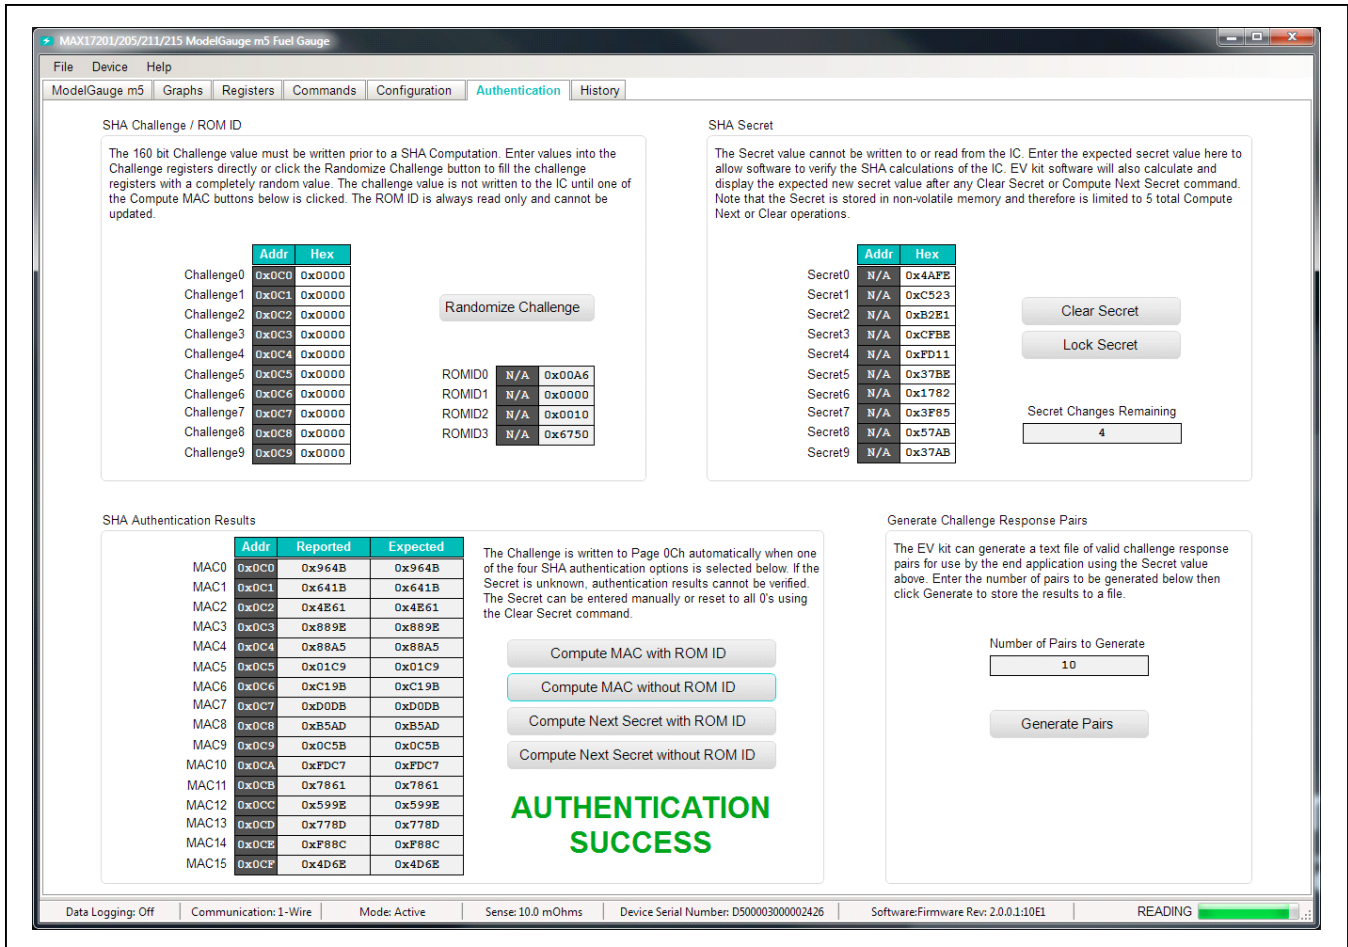 MAX17201/205/211/215 ModelGauge m5 Fuel Gauge
File Device Help
ModelGauge m5 Graphs Registers Commands Configuration Authentication History
SHA Challenge / ROM ID
The 160 bit Challenge value must be written prior to a SHA Computation. Enter values into the
Challenge registers directly or click the Randomize Challenge button to fill the challenge
registers with a completely random value. The challenge value is not written to the IC until one of
the Compute MAC buttons below is clicked. The ROM ID is always read only and cannot be
updated.
Addr Hex
Challenge0 0x0C0 0x0000
Challenge1 0x0C1 0x0000
Challenge2 0x0C2 0x0000
Challenge3 0x0C3 0x0000
Challenge4 0x0C4 0x0000
Challenge5 0x0C5 0x0000
Challenge6 0x0C6 0x0000
Challenge7 0x0C7 0x0000
Challenge8 0x0C8 0x0000
Challenge9 0x0C9 0x0000
Randomize Challenge
ROMID0 N/A 0x00A6
ROMID1 N/A 0x0000
ROMID2 N/A 0x0010
ROMID3 N/A 0x6750
SHA Secret
The Secret value cannot be written to or read from the IC. Enter the expected secret value here to
allow software to verify the SHA calculations of the IC. EV kit software will also calculate and
display the expected new secret value after any Clear Secret or Compute Next Secret command.
Note that the Secret is stored in non-volatile memory and therefore is limited to 5 total Compute
Next or Clear operations.
Addr Hex
Secret0 N/A 0x4AFE
Secret1 N/A 0xC523
Secret2 N/A 0xB2E1
Secret3 N/A 0xCFBE
Secret4 N/A 0xFD11
Secret5 N/A 0x37BE
Secret6 N/A 0x1782
Secret7 N/A 0x3F85
Secret8 N/A 0x57AB
Secret9 N/A 0x37AB
Clear Secret
Lock Secret
Secret Changes Remaining
4
SHA Authentication Results
Addr Reported Expected
MAC0 0x0C0 0x964B 0x964B
MAC1 0x0C1 0x641B 0x641B
MAC2 0x0C2 0x4E61 0x4E61
MAC3 0x0C3 0x889E 0x889E
MAC4 0x0C4 0x88A5 0x88A5
MAC5 0x0C5 0x01C9 0x01C9
MAC6 0x0C6 0xC19B 0xC19B
MAC7 0x0C7 0xD0DB 0xD0DB
MAC8 0x0C8 0xB5AD 0xB5AD
MAC9 0x0C9 0x0C5B 0x0C5B
MAC10 0x0CA 0xFDC7 0xFDC7
MAC11 0x0CB 0x7861 0x7861
MAC12 0x0CC 0x599E 0x599E
MAC13 0x0CD 0x778D 0x778D
MAC14 0x0CE 0xF88C 0xF88C
MAC15 0x0CF 0x4D6E 0x4D6E
The Challenge is written to Page 0Ch automatically when one
of the four SHA authentication options is selected below. If the
Secret is unknown, authentication results cannot be verified.
The Secret can be entered manually or reset to all 0's using
the Clear Secret command.
Compute MAC with ROM ID
Compute MAC without ROM ID
Compute Next Secret with ROM ID
Compute Next Secret without ROM ID
AUTHENTICATION
SUCCESS
Generate Challenge Response Pairs
The EV kit can generate a text file of valid challenge response
pairs for use by the end application using the Secret value
above. Enter the number of pairs to be generated below then
click Generate to store the results to a file.
Number of Pairs to Generate
10
Generate Pairs
Data Logging: Off Communication: 1-Wire Mode: Active Sense: 10.0 mOhms Device Serial Number: D500003000002426 Software:Firmware Rev: 2.0.0.1:10E1 READING